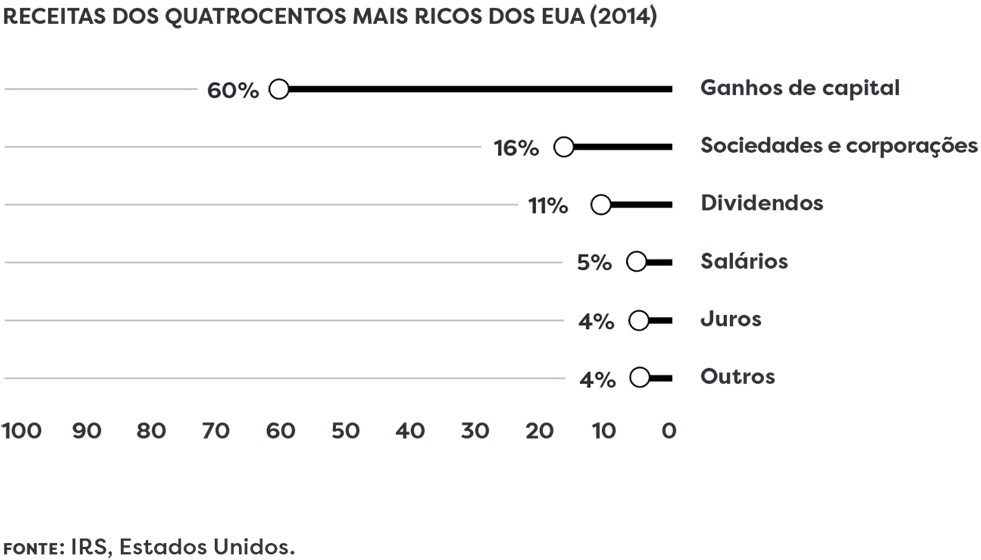 RECEITAS DOS QUATROCENTOS MAIS RICOS DOS EUA (2014)
60% Ganhos de capital
16% Sociedades e corporações
11% Dividendos
5% Salários
4% Juros
4% Outros
100 90 80 70 60 50 40 30 20 10 0
FONTE: IRS, Estados Unidos.